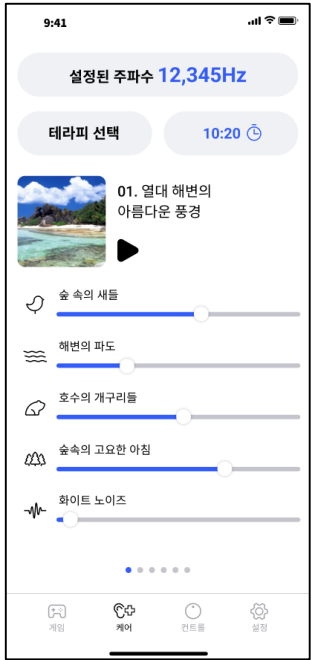 9:41
설정된 주파수 12,345Hz
테라피 선택
10:20
01. 열대 해변의
아름다운 풍경
숲 속의 새들
해변의 파도
호수의 개구리들
숲속의 고요한 아침
화이트 노이즈
게임
케어
컨트롤
설정